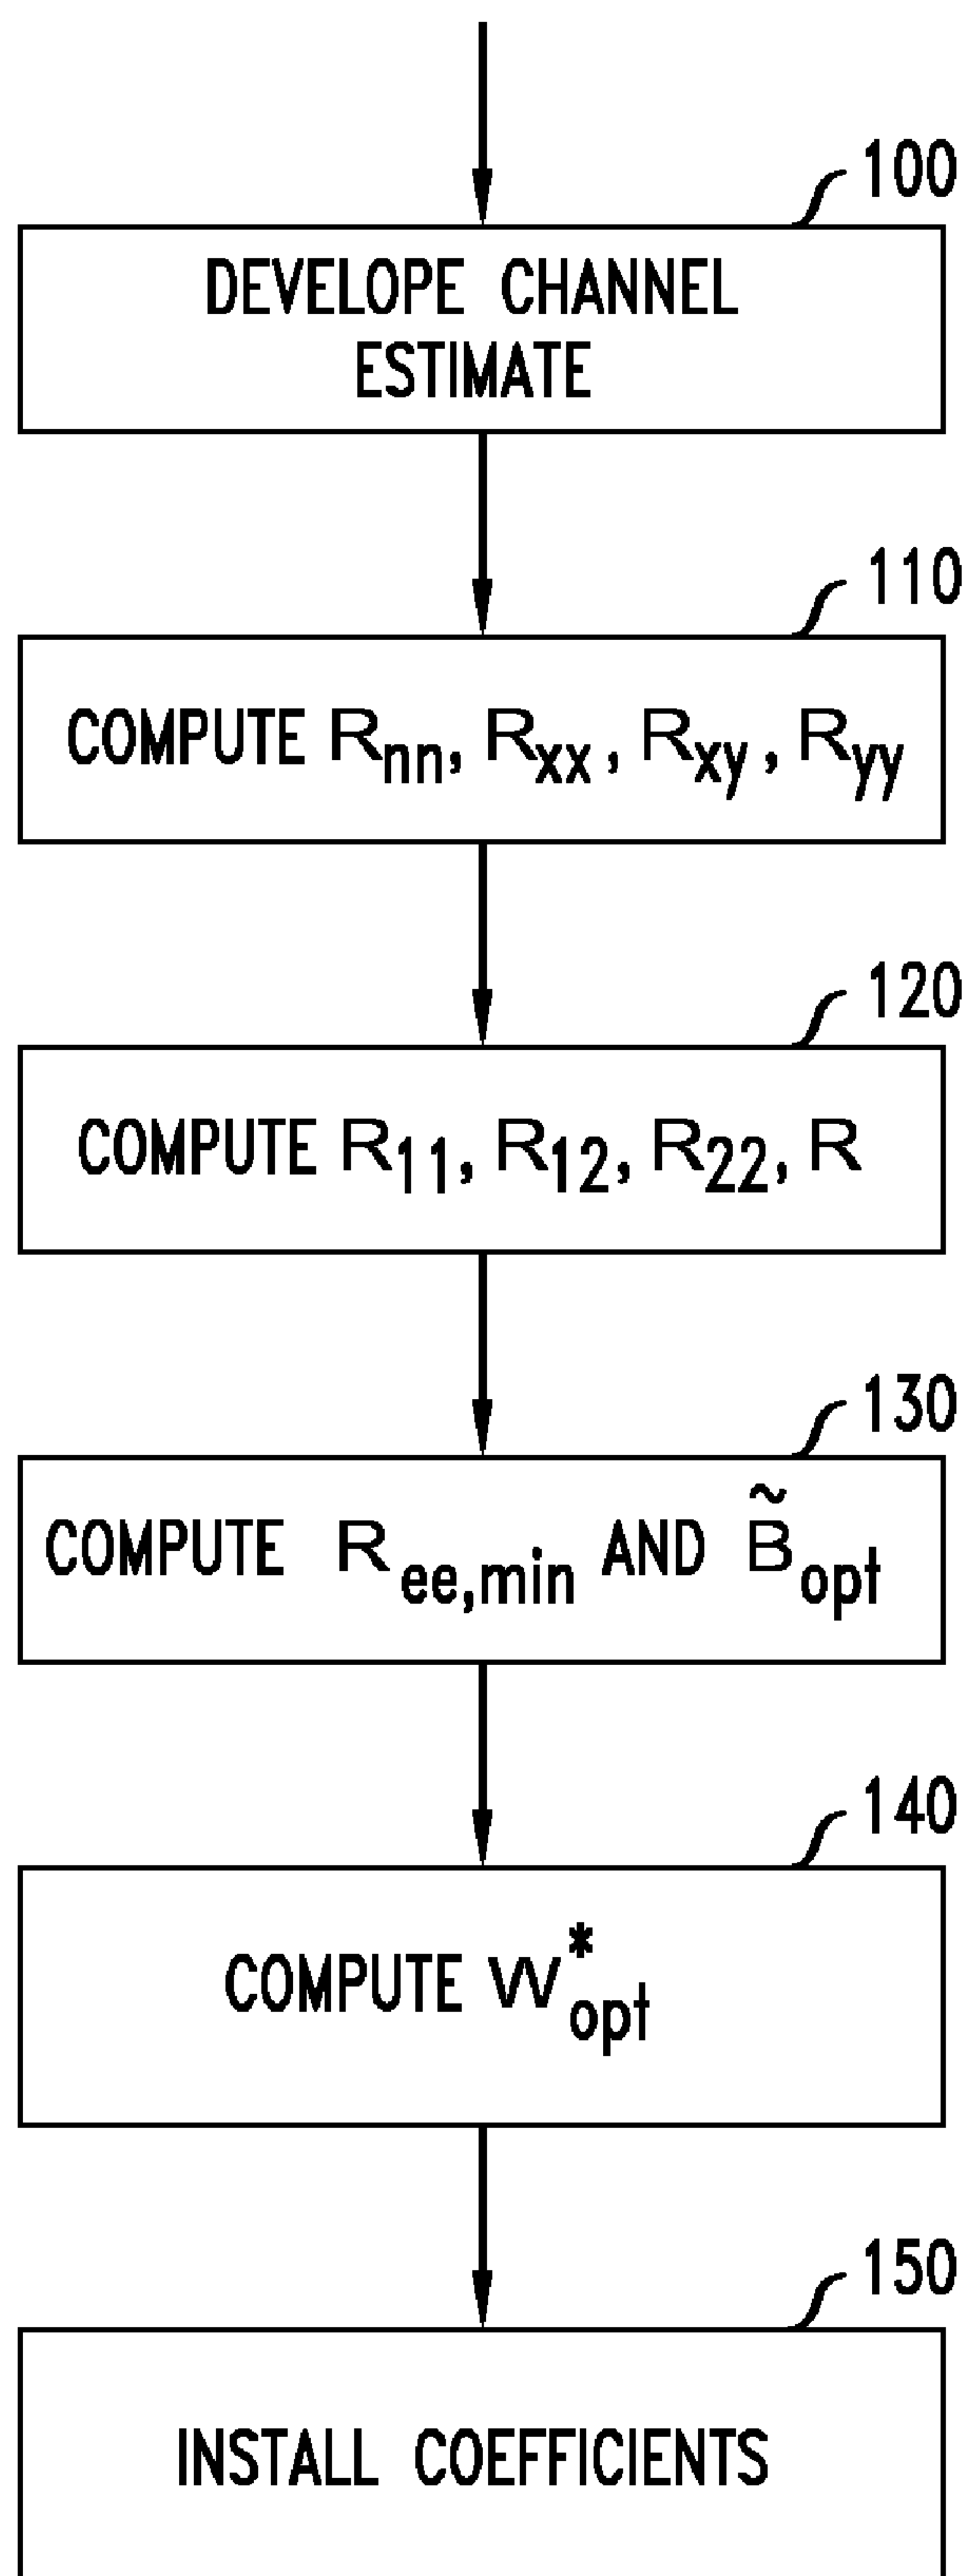 100
DEVELOPE CHANNEL
ESTIMATE
110
COMPUTE Rnn, Rxx, Rxy, Ryy
120
COMPUTE R11, R12, R22, R
130
COMPUTE Ree,min AND B̃opt
140
COMPUTE W*opt
150
INSTALL COEFFICIENTS